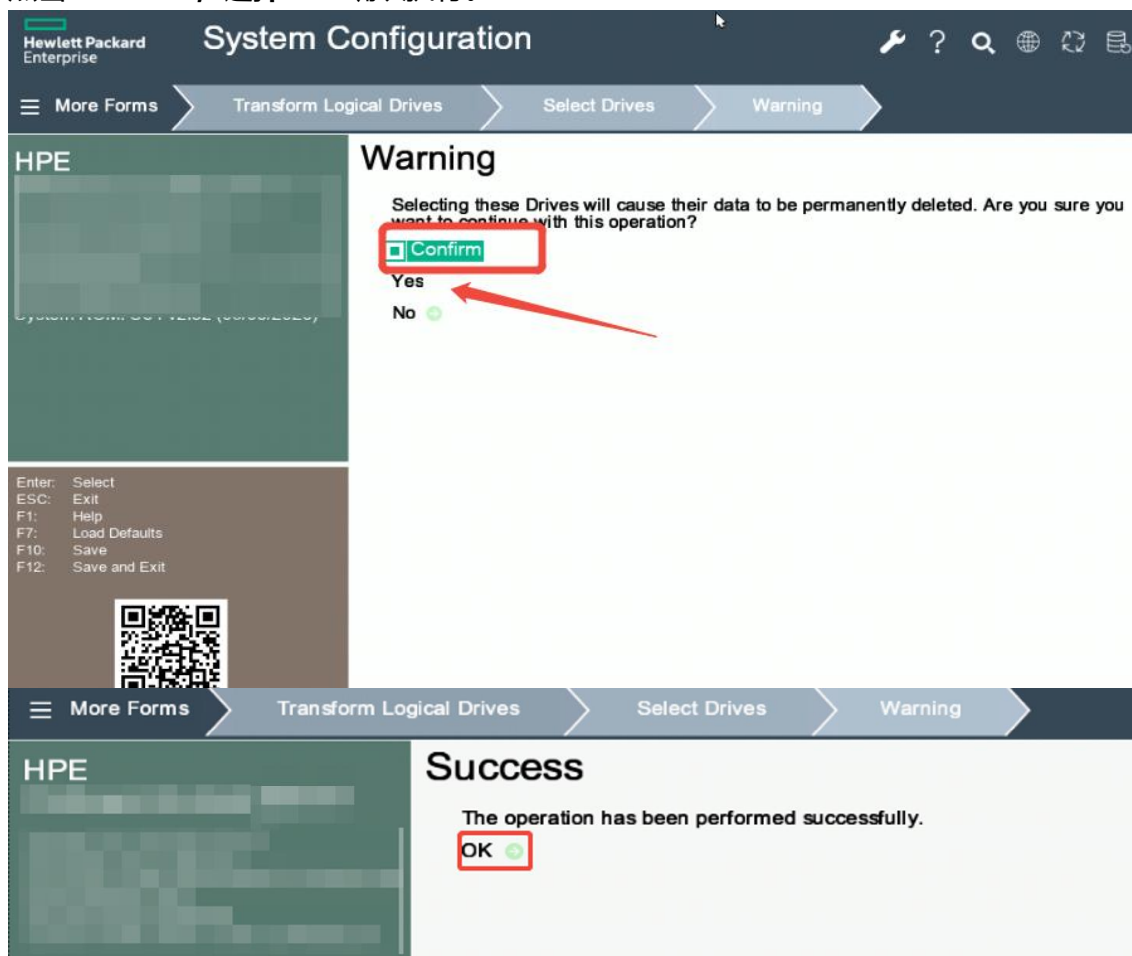 Hewlett Packard
Enterprise
System Configuration
?
More Forms
Transform Logical Drives
Select Drives
Warning
HPE
Warning
Selecting these Drives will cause their data to be permanently deleted. Are you sure you
want to continue with this operation?
Confirm
Yes
No
Enter: Select
ESC: Exit
F1: Help
F7: Load Defaults
F10: Save
F12: Save and Exit
More Forms
Transform Logical Drives
Select Drives
Warning
HPE
Success
The operation has been performed successfully.
OK